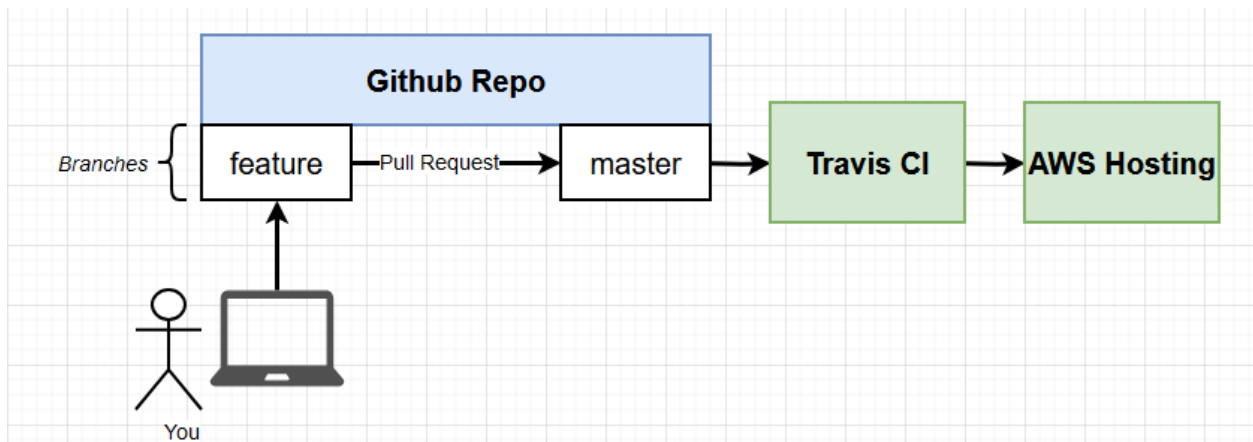 Github Repo
Branches
feature
Pull Request
master
Travis CI
AWS Hosting
You